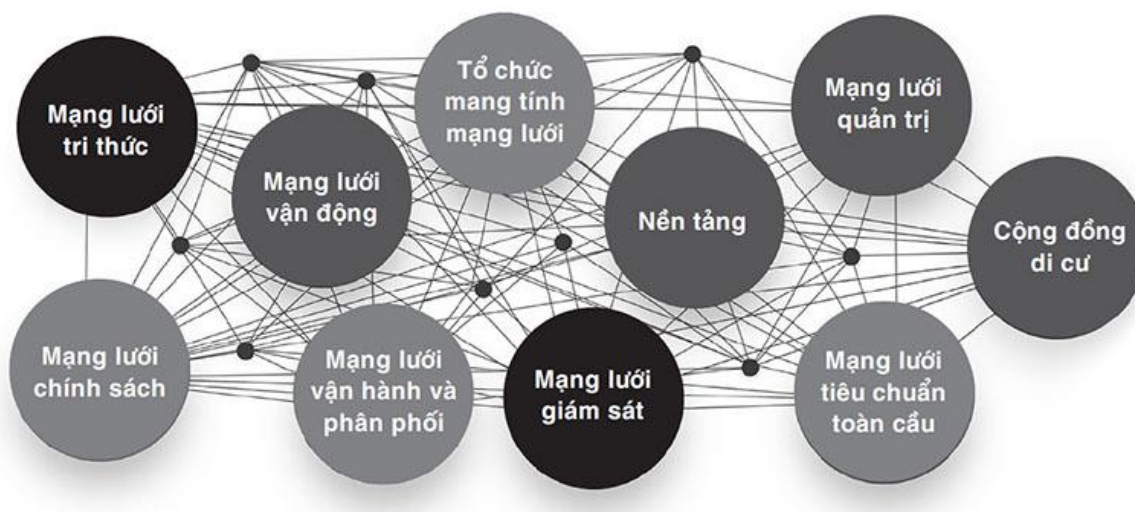 Mạng lưới
tri thức
Mạng lưới
vận động
Tổ chức
mang tính
mạng lưới
Nền tảng
Mạng lưới
quản trị
Cộng đồng
di cư
Mạng lưới
chính sách
Mạng lưới
vận hành và
phân phối
Mạng lưới
giám sát
Mạng lưới
tiêu chuẩn
toàn cầu